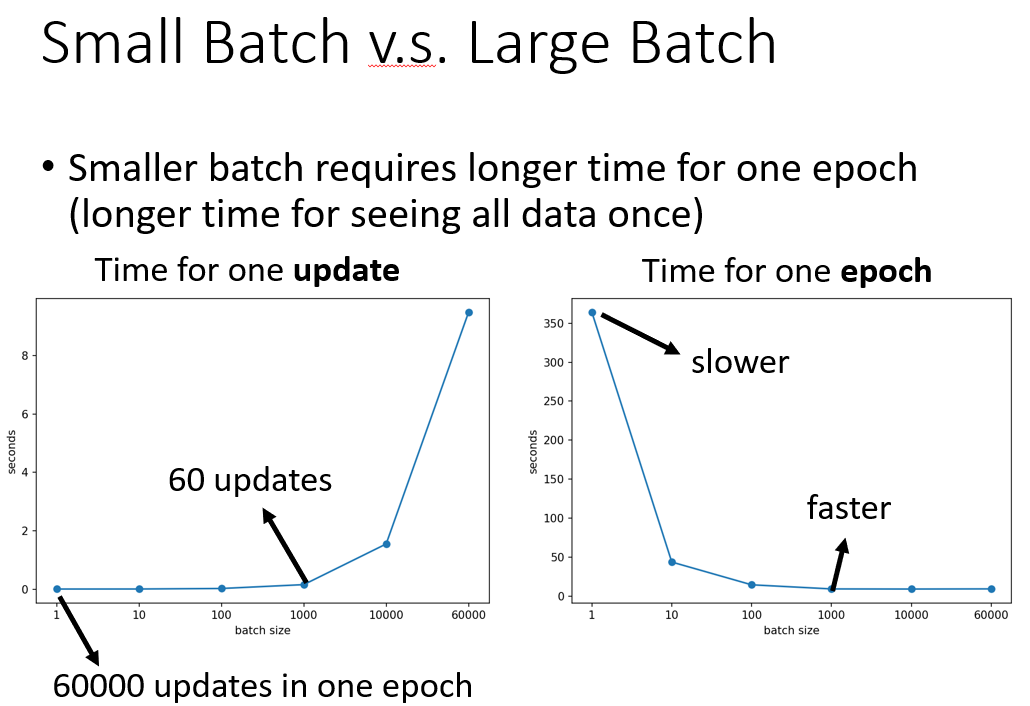 Small Batch v.s. Large Batch
• Smaller batch requires longer time for one epoch
(longer time for seeing all data once)
Time for one update
8
6
4
2
0
seconds
1 10 100 1000 10000 60000
batch size
60 updates
60000 updates in one epoch
Time for one epoch
350
300
250
200
150
100
50
0
seconds
1 10 100 1000 10000 60000
batch size
slower
faster